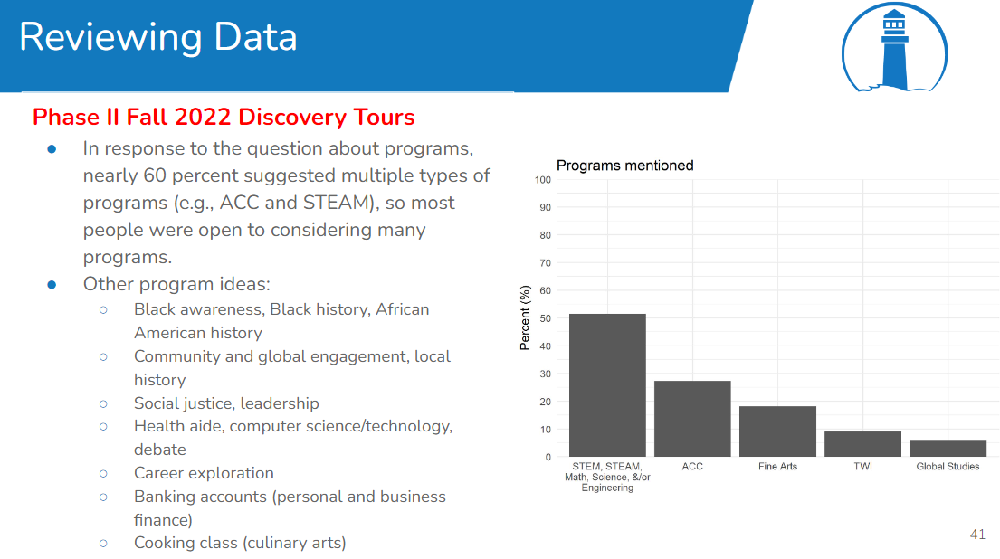 Reviewing Data
Phase II Fall 2022 Discovery Tours
● In response to the question about programs,
nearly 60 percent suggested multiple types of
programs (e.g., ACC and STEAM), so most
people were open to considering many
programs.
● Other program ideas:
○ Black awareness, Black history, African
American history
○ Community and global engagement, local
history
○ Social justice, leadership
○ Health aide, computer science/technology,
debate
○ Career exploration
○ Banking accounts (personal and business
finance)
○ Cooking class (culinary arts)
Programs mentioned
Percent (%)
100
90
80
70
60
50
40
30
20
10
0
STEM, STEAM,
Math, Science, &/or
Engineering
ACC
Fine Arts
TWI
Global Studies
41